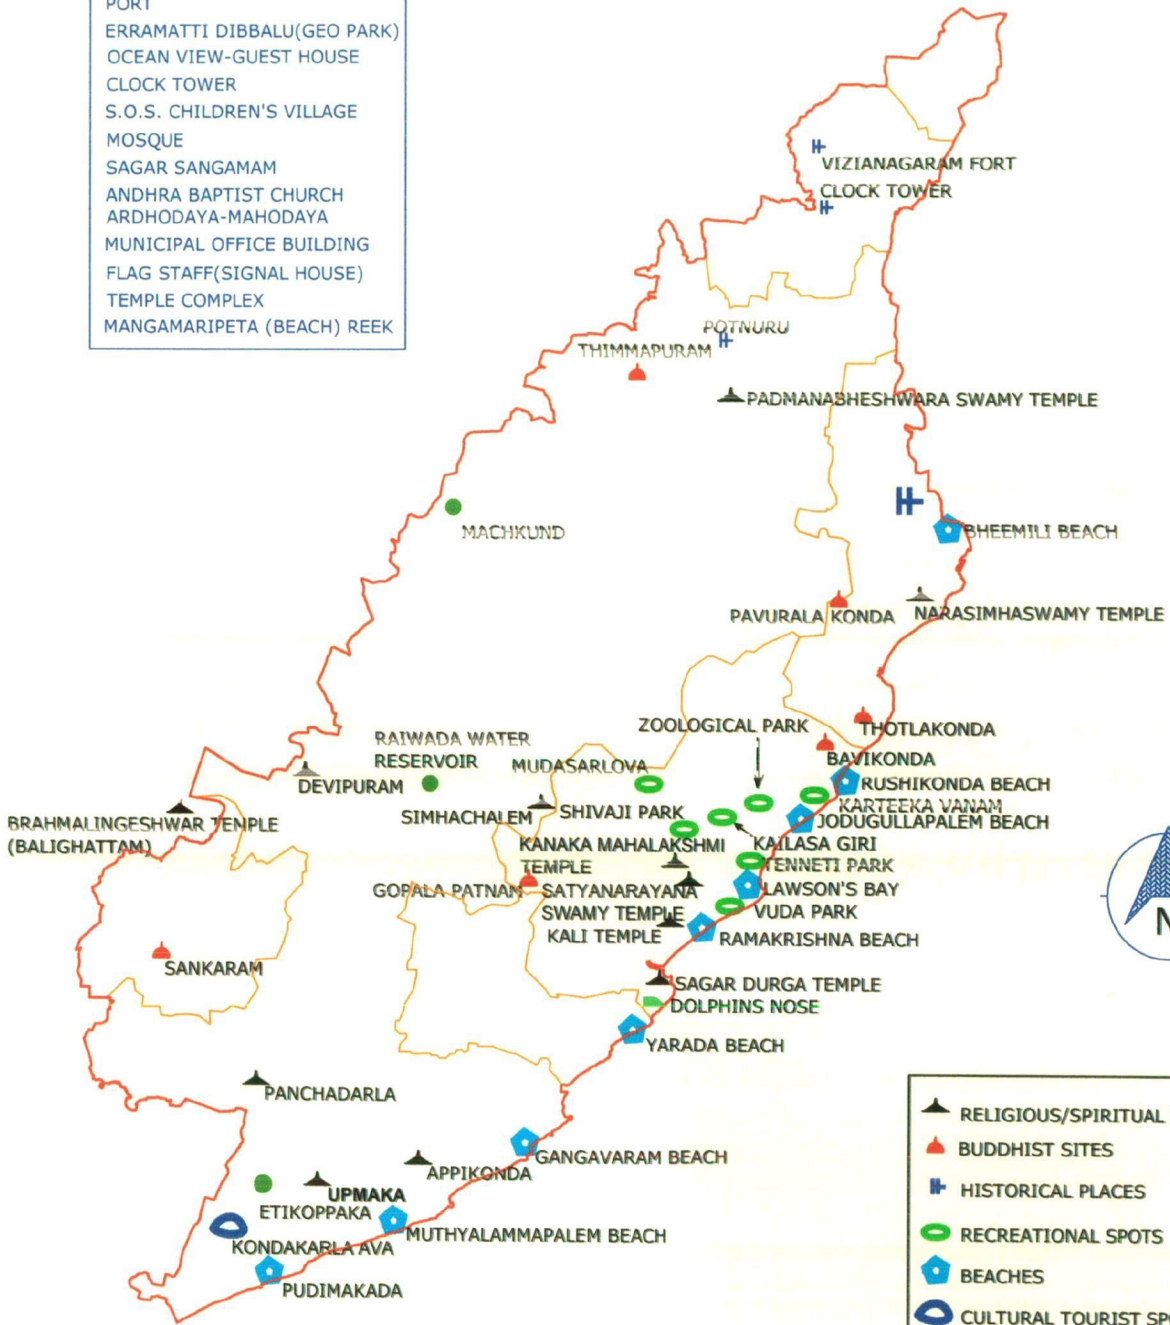 PORT
ERRAMATTI DIBBALU(GEO PARK)
OCEAN VIEW-GUEST HOUSE
CLOCK TOWER
S.O.S. CHILDREN'S VILLAGE
MOSQUE
SAGAR SANGAMAM
ANDHRA BAPTIST CHURCH
ARDHODAYA-MAHODAYA
MUNICIPAL OFFICE BUILDING
FLAG STAFF(SIGNAL HOUSE)
TEMPLE COMPLEX
MANGAMARIPETA (BEACH) REEK
VIZIANAGARAM FORT
CLOCK TOWER
POTNURU
THIMMAPURAM
PADMANABHESHWARA SWAMY TEMPLE
MACHKUND
BHEEMILI BEACH
PAVURALA KONDA
NARASIMHASWAMY TEMPLE
ZOOLOGICAL PARK
THOTLAKONDA
RAIWADA WATER
RESERVOIR
MUDASARLOVA
BAVIKONDA
DEVIPURAM
RUSHIKONDA BEACH
SIMHACHALEM
SHIVAJI PARK
KARTEEKA VANAM
BRAHMALINGESHWAR TEMPLE
(BALIGHATTAM)
JODUGULLAPALEM BEACH
KANAKA MAHALAKSHMI
TEMPLE
KAILASA GIRI
TENNETI PARK
GOPALA PATNAM
SATYANARAYANA
SWAMY TEMPLE
LAWSON'S BAY
VUDA PARK
KALI TEMPLE
RAMAKRISHNA BEACH
SANKARAM
SAGAR DURGA TEMPLE
DOLPHINS NOSE
YARADA BEACH
PANCHADARLA
GANGAVARAM BEACH
APPIKONDA
UPMAKA
ETIKOPPAKA
MUTHYALAMMAPALEM BEACH
KONDAKARLA AVA
PUDIMAKADA
N
RELIGIOUS/SPIRITUAL
BUDDHIST SITES
HISTORICAL PLACES
RECREATIONAL SPOTS
BEACHES
CULTURAL TOURIST